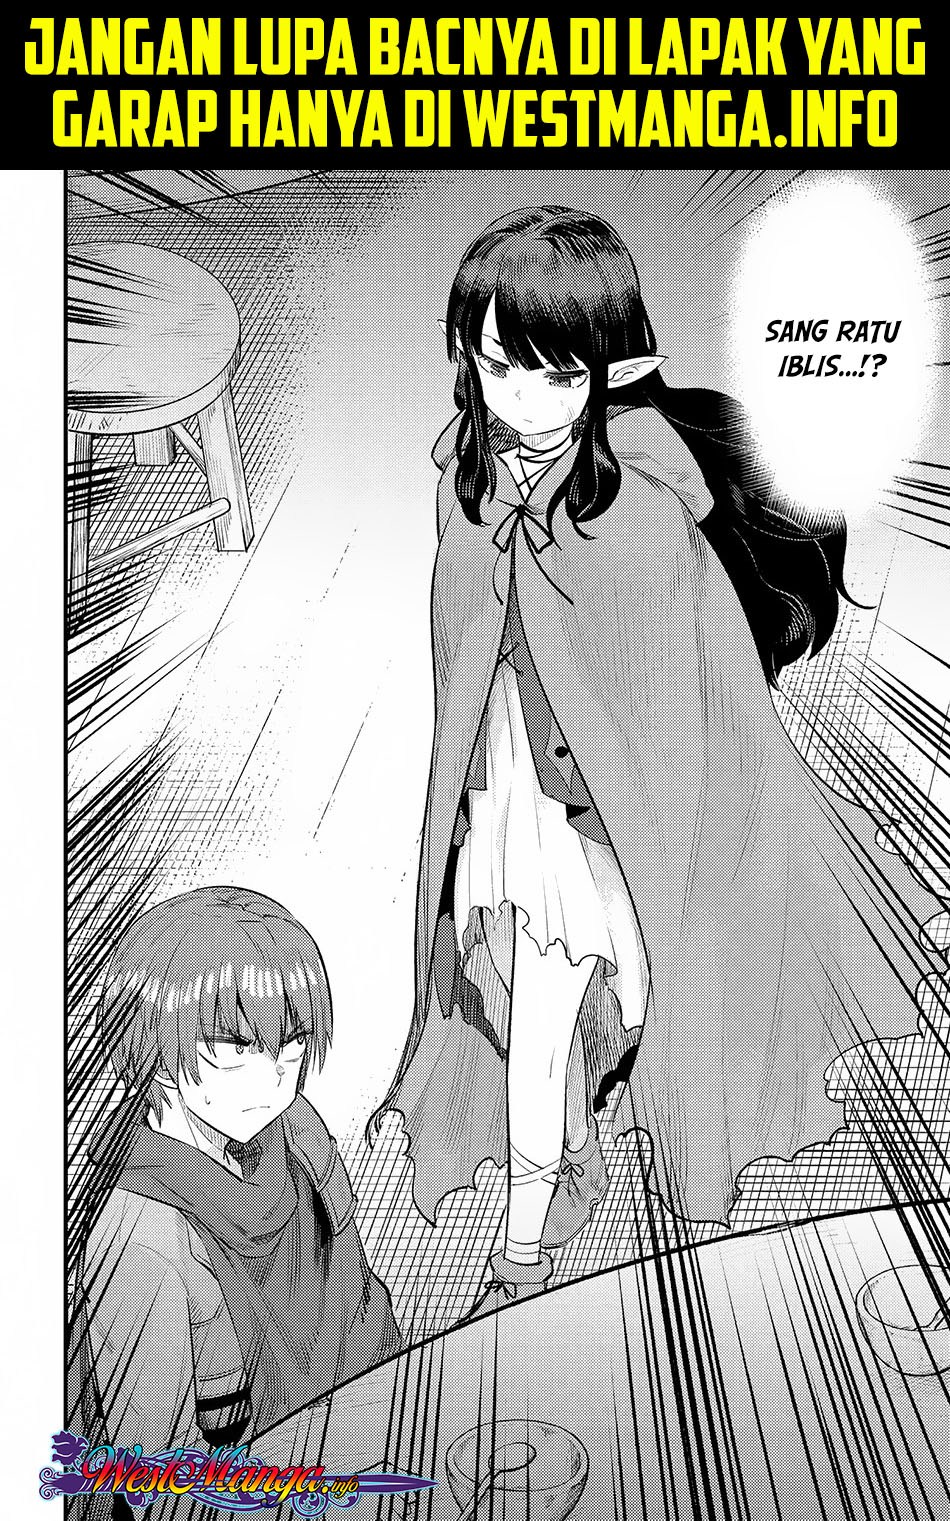 JANGAN LUPA BACNYA DI LAPAK YANG
GARAP HANYA DI WESTMANGA.INFO
SANG RATU
IBLIS...!?
WestManga.info